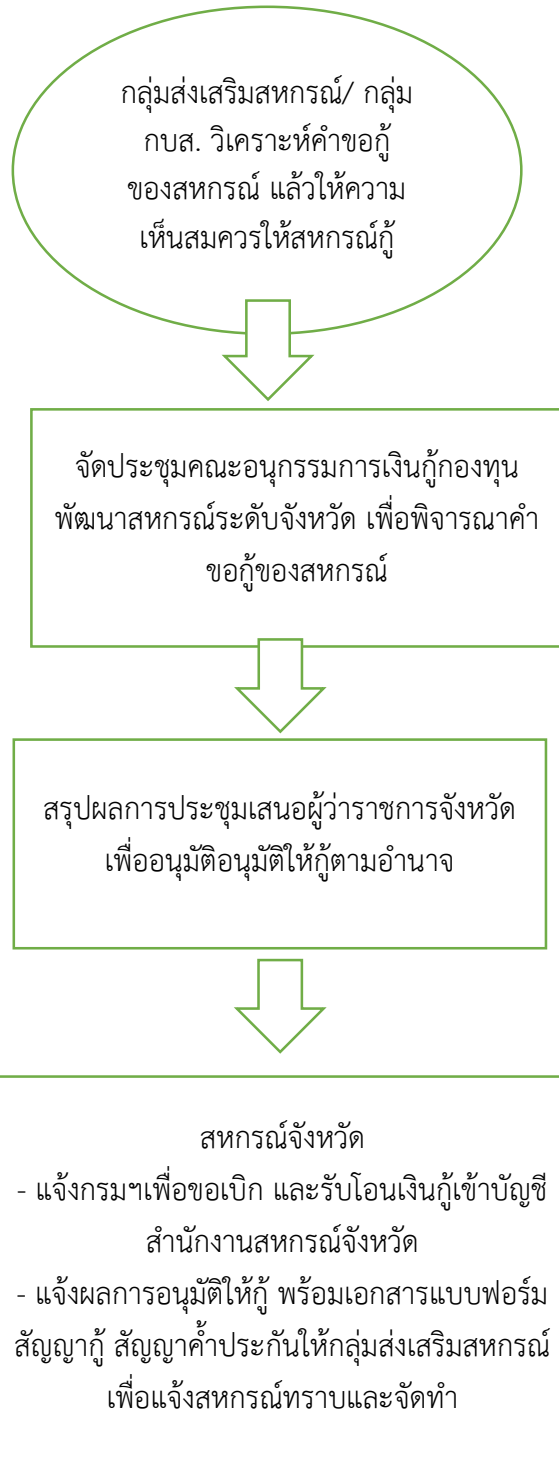 กลุ่มส่งเสริมสหกรณ์/ กลุ่ม
กบส. วิเคราะห์คำขอกู้
ของสหกรณ์ แล้วให้ความ
เห็นสมควรให้สหกรณ์กู้
จัดประชุมคณะอนุกรรมการเงินกู้กองทุน
พัฒนาสหกรณ์ระดับจังหวัด เพื่อพิจารณาคำ
ขอกู้ของสหกรณ์
สรุปผลการประชุมเสนอผู้ว่าราชการจังหวัด
เพื่ออนุมัติอนุมัติให้กู้ตามอำนาจ
สหกรณ์จังหวัด
- แจ้งกรมฯเพื่อขอเบิก และรับโอนเงินกู้เข้าบัญชี
สำนักงานสหกรณ์จังหวัด
- แจ้งผลการอนุมัติให้กู้ พร้อมเอกสารแบบฟอร์ม
สัญญากู้ สัญญาค้ำประกันให้กลุ่มส่งเสริมสหกรณ์
เพื่อแจ้งสหกรณ์ทราบและจัดทำ